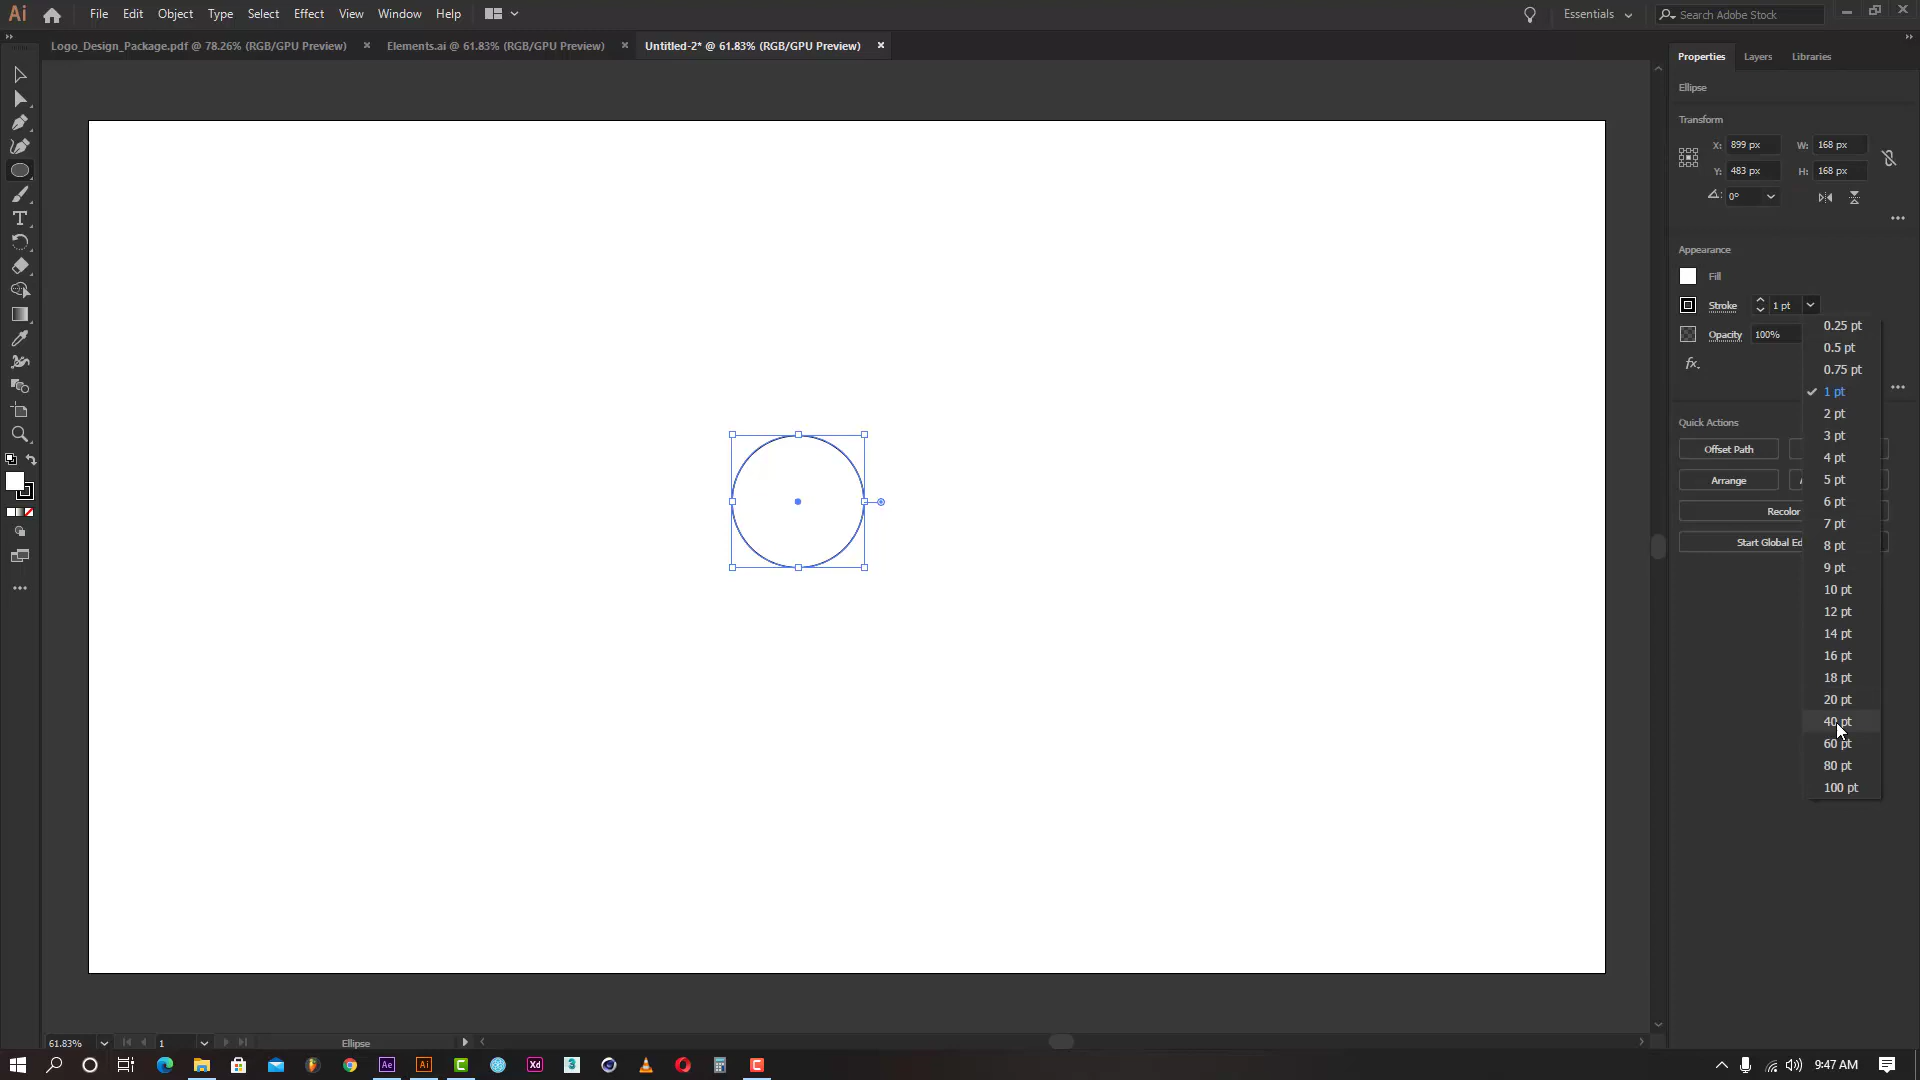 Ai File Edit Object Type Select Effect View Window Help Essentials Search Adobe Stock
Logo_Design_Package.pdf @ 78.26% (RGB/GPU Preview) × Elements.ai @ 61.83% (RGB/GPU Preview) × Untitled-2* @ 61.83% (RGB/GPU Preview) ×
Properties Layers Libraries
Ellipse
Transform
X: 899 px W: 168 px
Y: 483 px H: 168 px
0°
Appearance
Fill
Stroke 1 pt
Opacity 100%
fx.
0.25 pt
0.5 pt
0.75 pt
1 pt
2 pt
3 pt
4 pt
5 pt
6 pt
7 pt
8 pt
9 pt
10 pt
12 pt
14 pt
16 pt
18 pt
20 pt
40 pt
60 pt
80 pt
100 pt
Quick Actions
Offset Path
Arrange
Recolor
Start Global Ed
61.83% 1 Ellipse
Ae Ai C Xd 3 C 9:47 AM